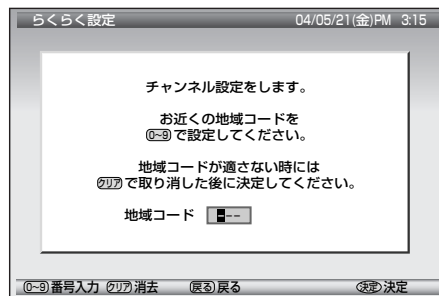 らくらく設定 04/05/21(金)PM 3:15
チャンネル設定をします。
お近くの地域コードを
0~9で設定してください。
地域コードが適さない時には
クリアで取り消した後に決定してください。
地域コード ---
0~9番号入力 クリア消去 戻る戻る 決定決定